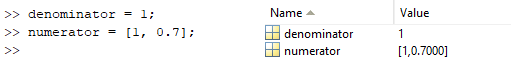 >> denominator = 1;
>> numerator = [1, 0.7];
>>
Name Value
denominator 1
numerator [1,0.7000]